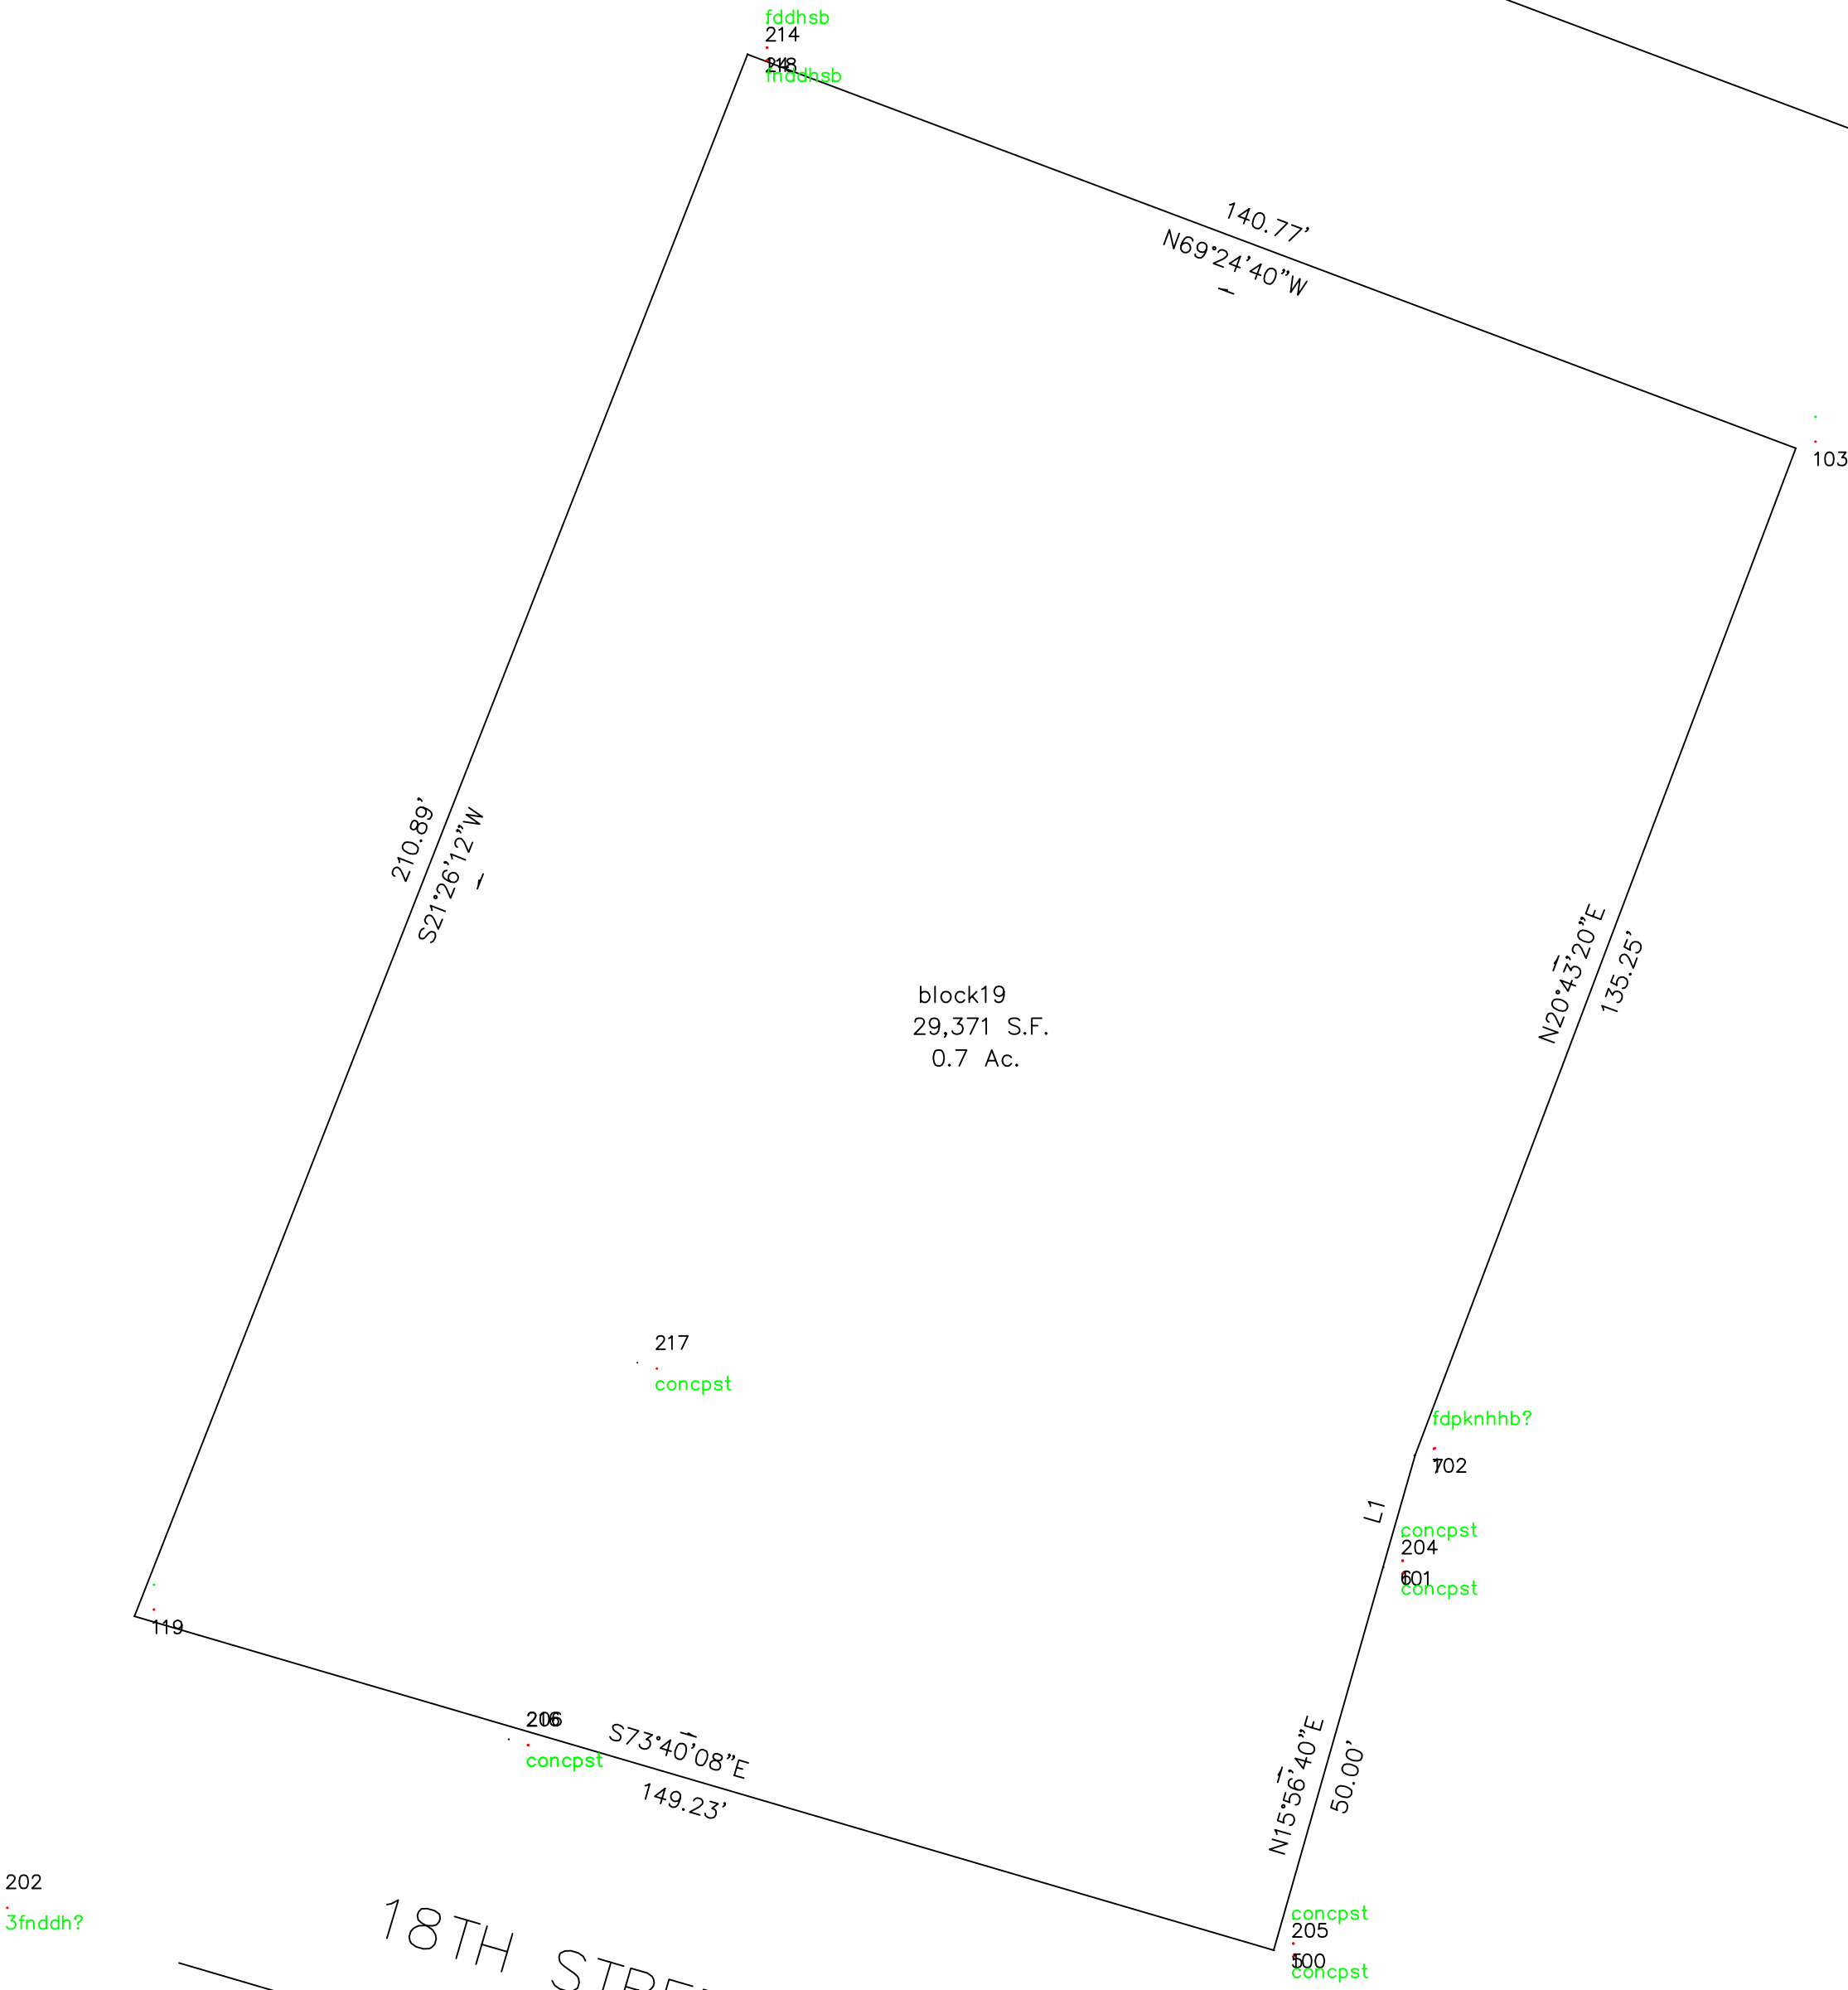 fddhsb
214
fnddhsb
140.77’
N69°24’40”W
103
210.89’
S21°26’12”W
N20°43’20”E
135.25’
block19
29,371 S.F.
0.7 Ac.
217
concpst
fdpknhhb?
L1
concpst
204
concpst
119
concpst
S73°40’08”E
149.23’
N15°56’40”E
50.00’
202
3fnddh?
concpst
205
concpst
18TH